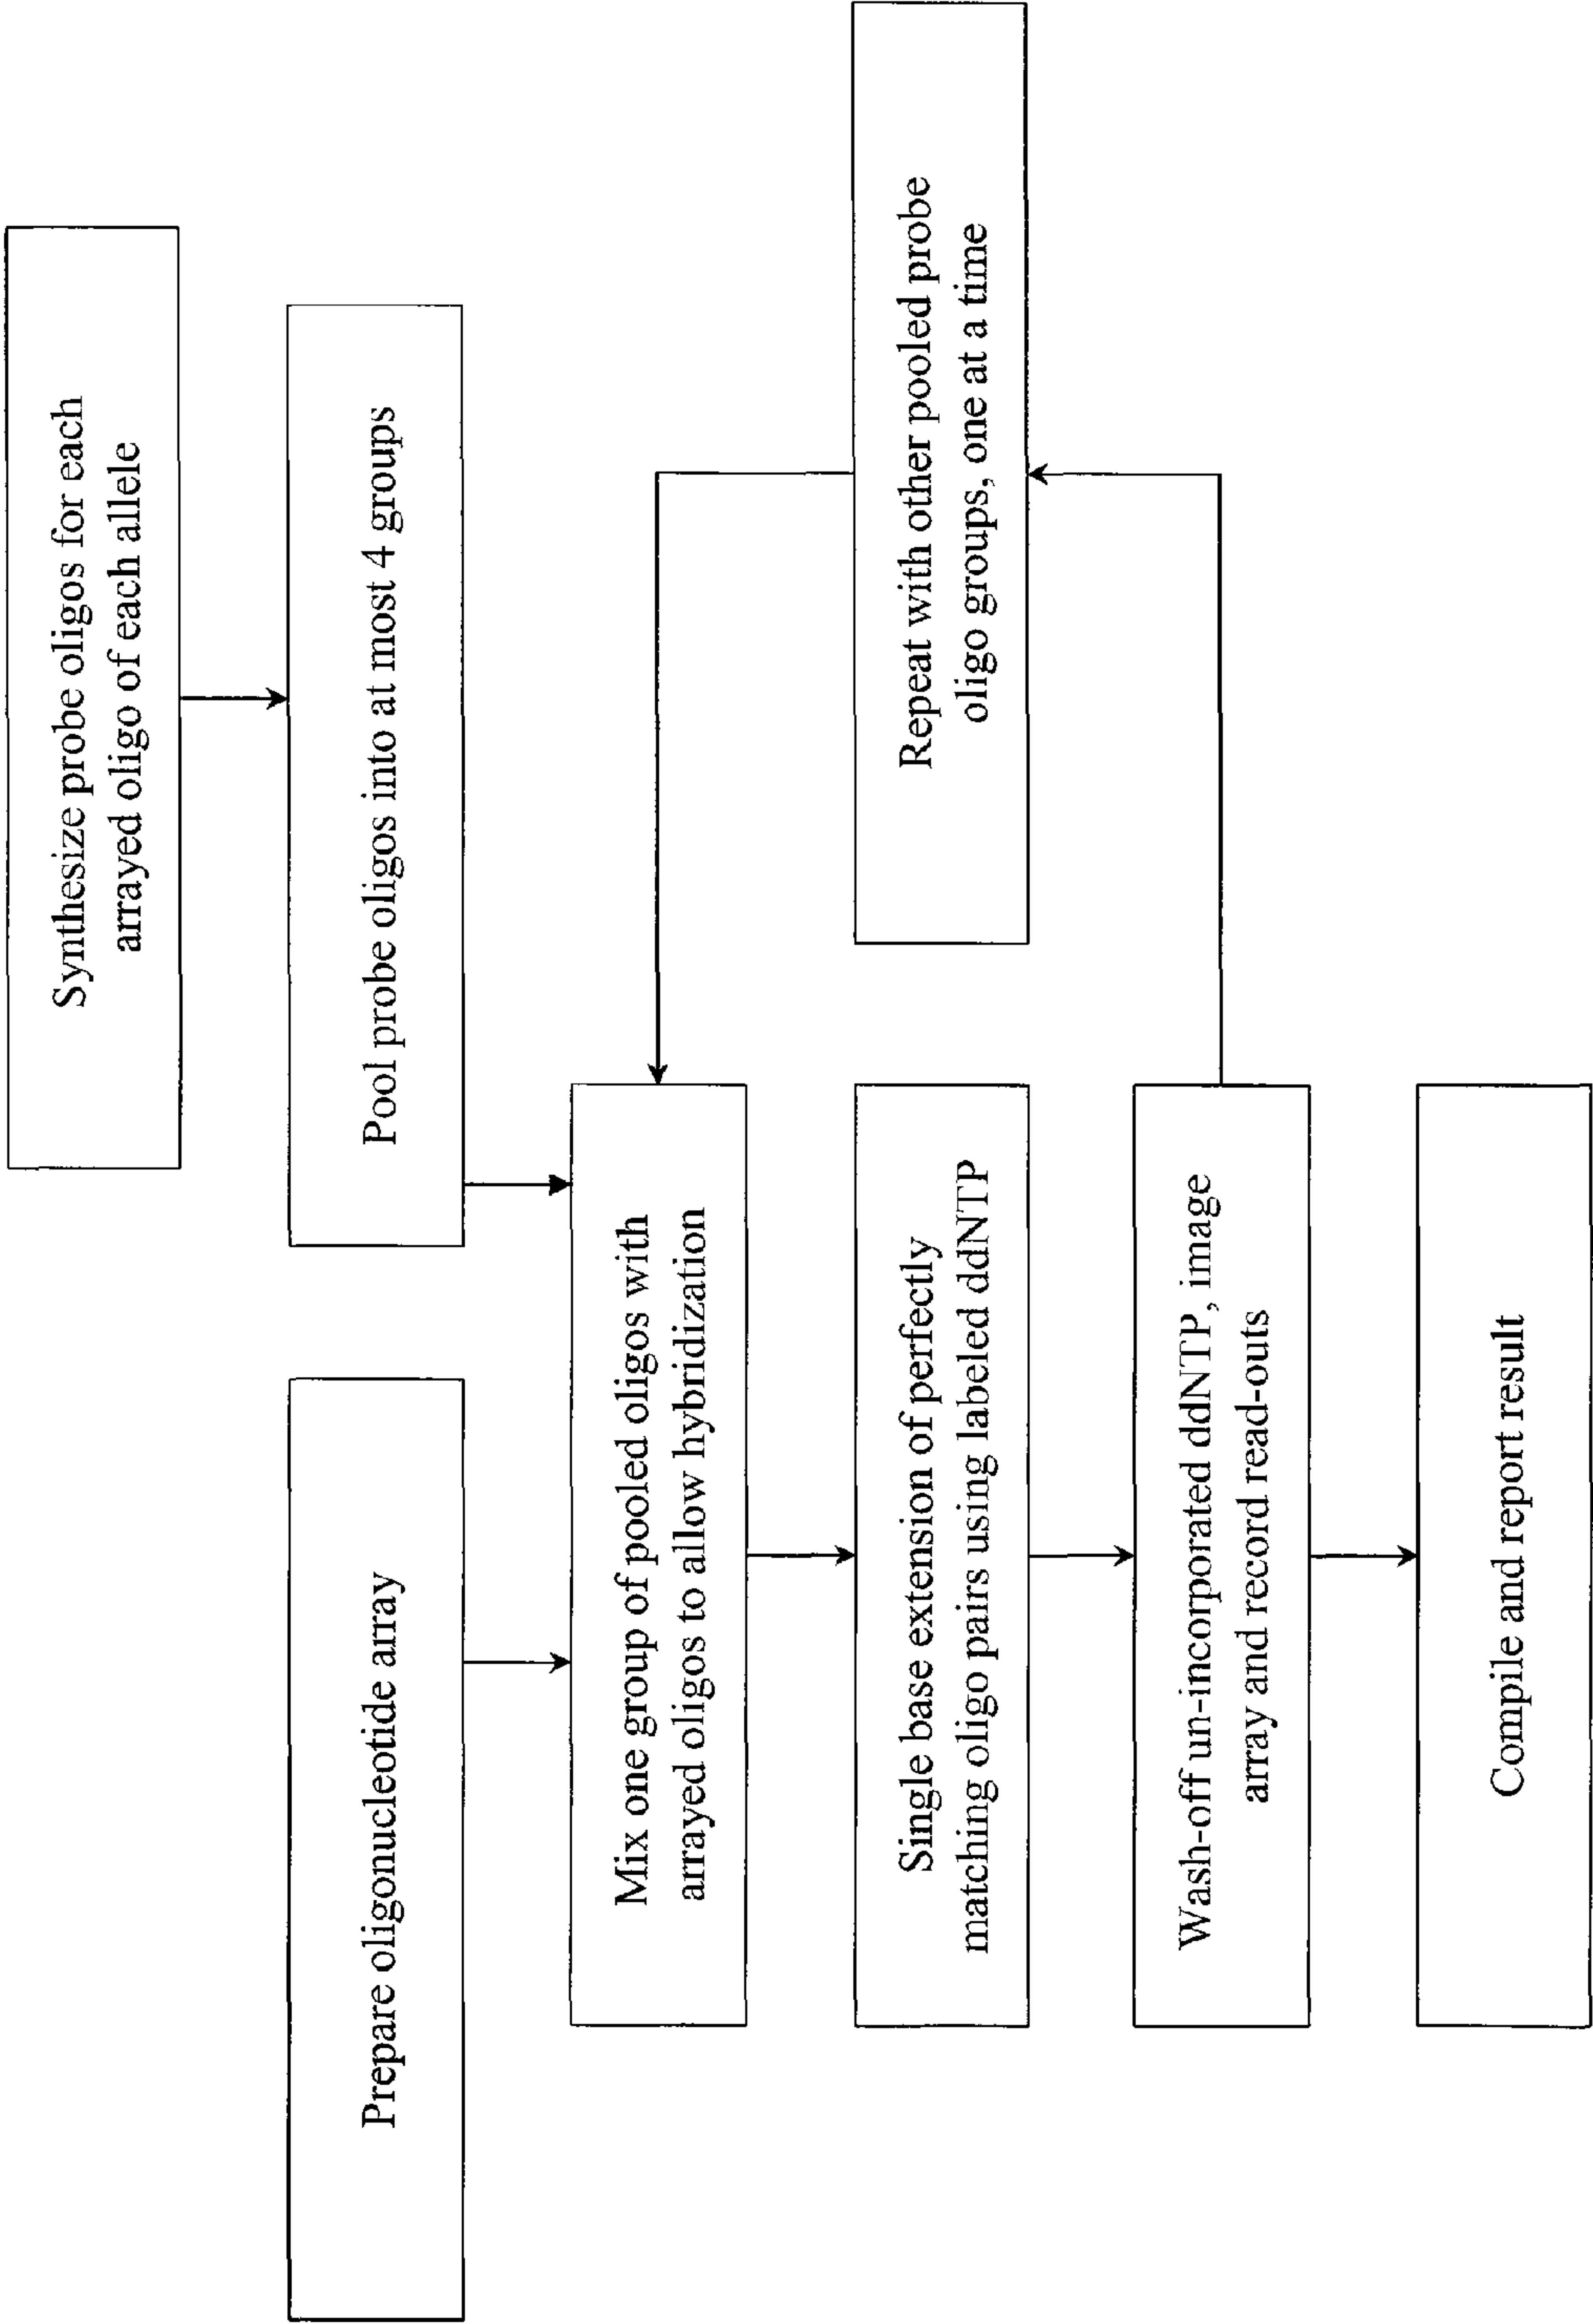 Synthesize probe oligos for each
arrayed oligo of each allele
Prepare oligonucleotide array
Pool probe oligos into at most 4 groups
Mix one group of pooled oligos with
arrayed oligos to allow hybridization
Single base extension of perfectly
matching oligo pairs using labeled ddNTP
Repeat with other pooled probe
oligo groups, one at a time
Wash-off un-incorporated ddNTP, image
array and record read-outs
Compile and report result